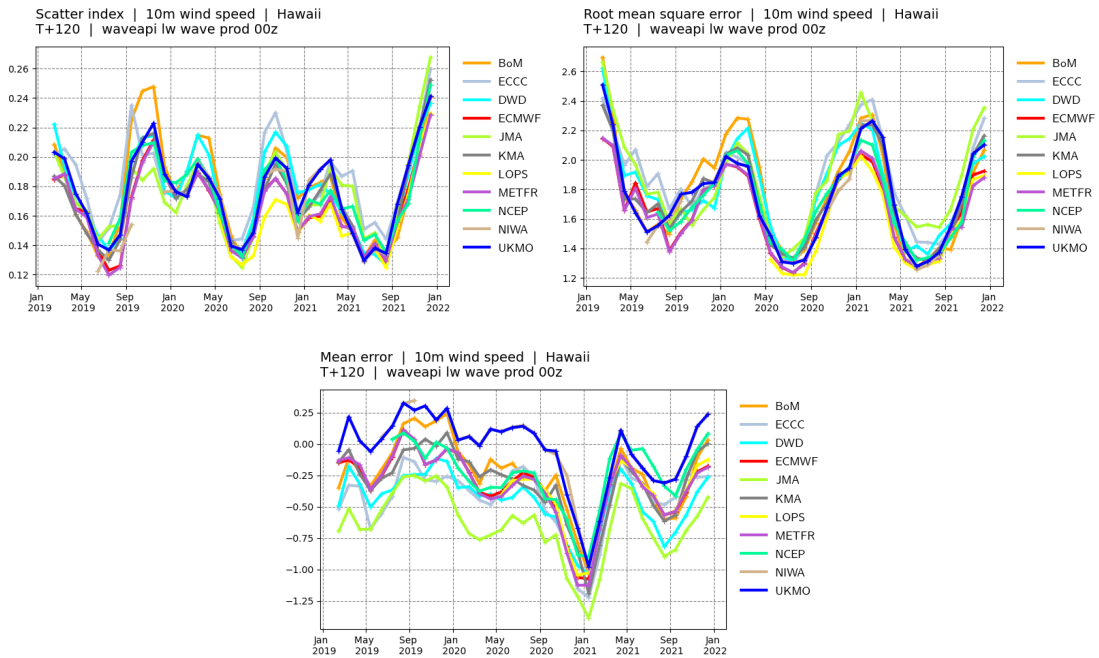 Scatter index  |  10m wind speed  |  Hawaii
T+120  |  waveapi lw wave prod 00z
0.26
0.24
0.22
0.20
0.18
0.16
0.14
0.12
Jan 2019
May 2019
Sep 2019
Jan 2020
May 2020
Sep 2020
Jan 2021
May 2021
Sep 2021
Jan 2022
BoM
ECCC
DWD
ECMWF
JMA
KMA
LOPS
METFR
NCEP
NIWA
UKMO
Root mean square error  |  10m wind speed  |  Hawaii
T+120  |  waveapi lw wave prod 00z
2.6
2.4
2.2
2.0
1.8
1.6
1.4
1.2
Jan 2019
May 2019
Sep 2019
Jan 2020
May 2020
Sep 2020
Jan 2021
May 2021
Sep 2021
Jan 2022
BoM
ECCC
DWD
ECMWF
JMA
KMA
LOPS
METFR
NCEP
NIWA
UKMO
Mean error  |  10m wind speed  |  Hawaii
T+120  |  waveapi lw wave prod 00z
0.25
0.00
−0.25
−0.50
−0.75
−1.00
−1.25
Jan 2019
May 2019
Sep 2019
Jan 2020
May 2020
Sep 2020
Jan 2021
May 2021
Sep 2021
Jan 2022
BoM
ECCC
DWD
ECMWF
JMA
KMA
LOPS
METFR
NCEP
NIWA
UKMO